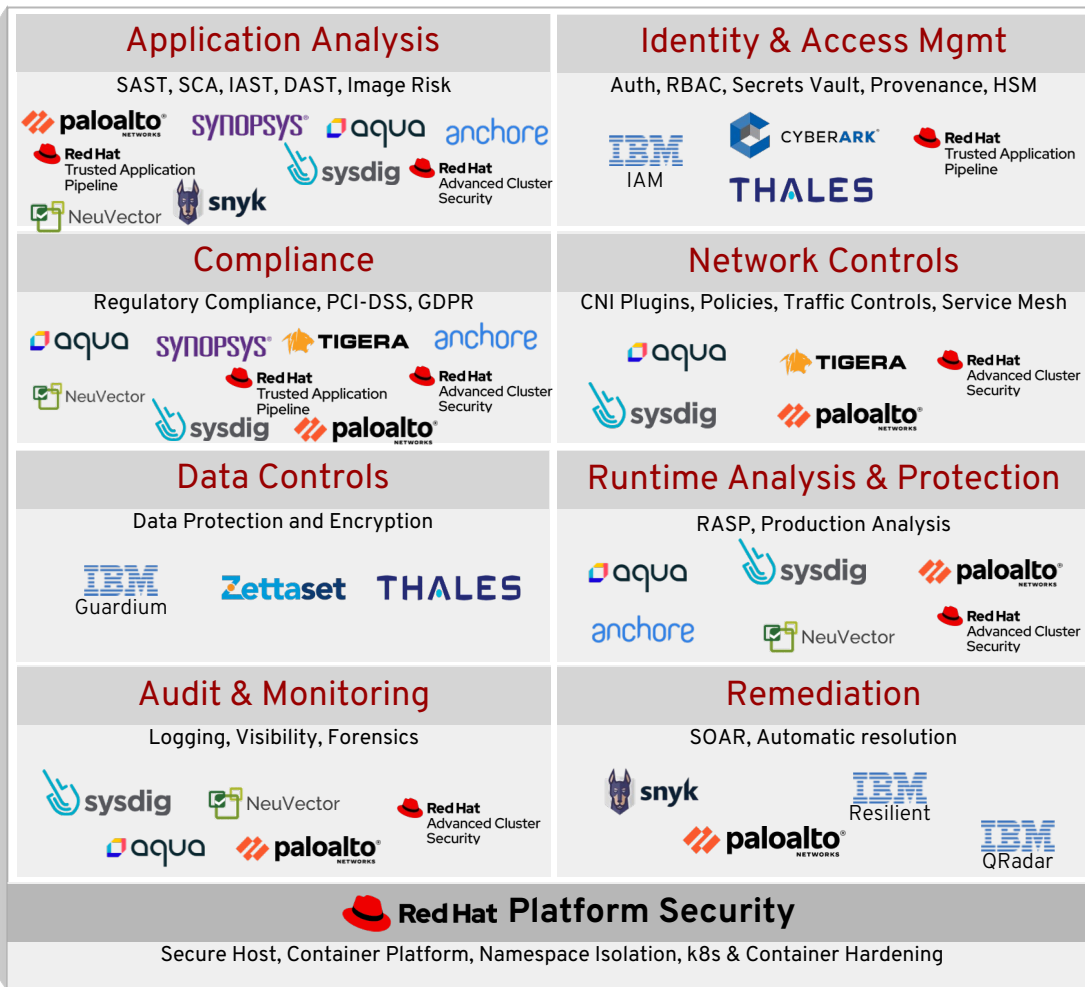 Application Analysis
SAST, SCA, IAST, DAST, Image Risk
paloalto®
NETWORKS
SYNOPSYS®
aqua
anchore
Red Hat
Trusted Application
Pipeline
sysdig
Red Hat
Advanced Cluster
Security
NeuVector
snyk
Identity & Access Mgmt
Auth, RBAC, Secrets Vault, Provenance, HSM
IBM
IAM
CYBERARK®
THALES
Red Hat
Trusted Application
Pipeline
Compliance
Regulatory Compliance, PCI-DSS, GDPR
aqua
SYNOPSYS®
TIGERA
anchore
NeuVector
Red Hat
Trusted Application
Pipeline
Red Hat
Advanced Cluster
Security
sysdig
paloalto®
NETWORKS
Network Controls
CNI Plugins, Policies, Traffic Controls, Service Mesh
aqua
TIGERA
Red Hat
Advanced Cluster
Security
sysdig
paloalto®
NETWORKS
Data Controls
Data Protection and Encryption
IBM
Guardium
Zettaset
THALES
Runtime Analysis & Protection
RASP, Production Analysis
aqua
sysdig
paloalto®
NETWORKS
anchore
NeuVector
Red Hat
Advanced Cluster
Security
Audit & Monitoring
Logging, Visibility, Forensics
sysdig
NeuVector
Red Hat
Advanced Cluster
Security
aqua
paloalto®
NETWORKS
Remediation
SOAR, Automatic resolution
snyk
IBM
Resilient
paloalto®
NETWORKS
IBM
QRadar
Red Hat Platform Security
Secure Host, Container Platform, Namespace Isolation, k8s & Container Hardening